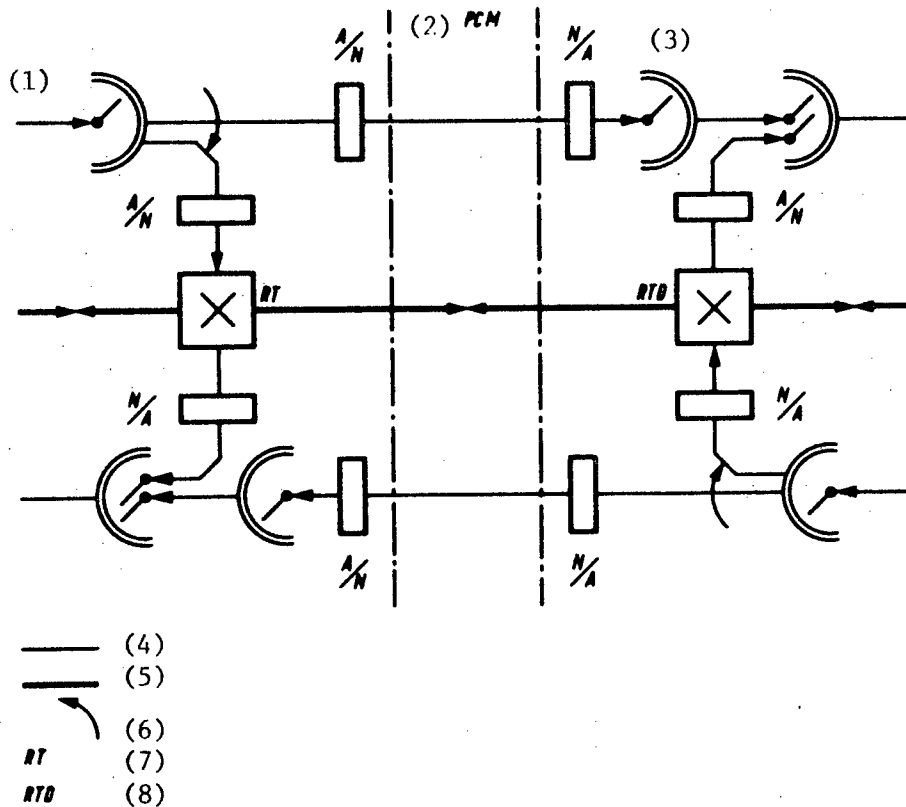 (2) PCM
A/N
N/A
(3)
(1)
A/N
A/N
RT
RTD
N/A
N/A
A/N
N/A
(4)
(5)
(6)
RT (7)
RTD (8)